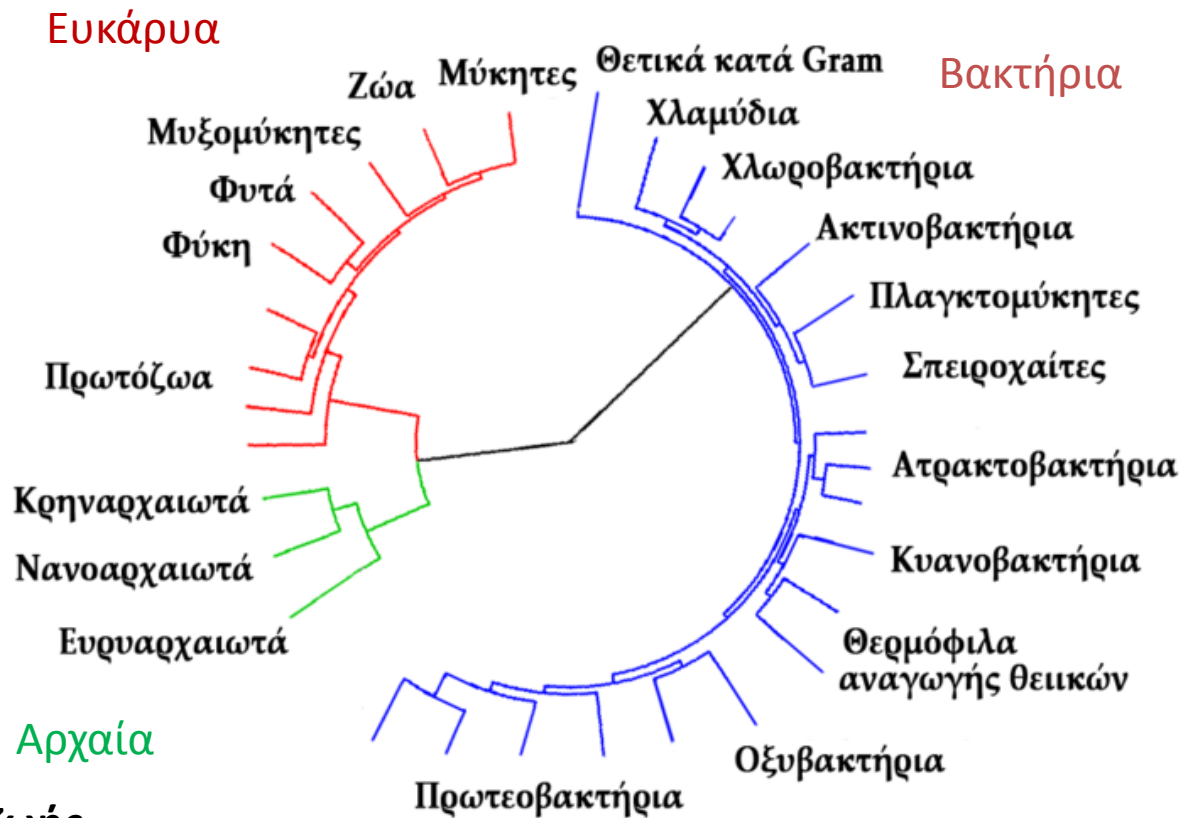 Ευκάρυα
Βακτήρια
Μύκητες
Θετικά κατά Gram
Ζώα
Χλαμύδια
Μυξομύκητες
Χλωροβακτήρια
Φυτά
Ακτινοβακτήρια
Φύκη
Πλαγκτομύκητες
Πρωτόζωα
Σπειροχαίτες
Ατρακτοβακτήρια
Κρηναρχαιωτά
Κυανοβακτήρια
Νανοαρχαιωτά
Ευρυαρχαιωτά
Θερμόφιλα
αναγωγής θειικών
Αρχαία
Οξυβακτήρια
Πρωτεοβακτήρια